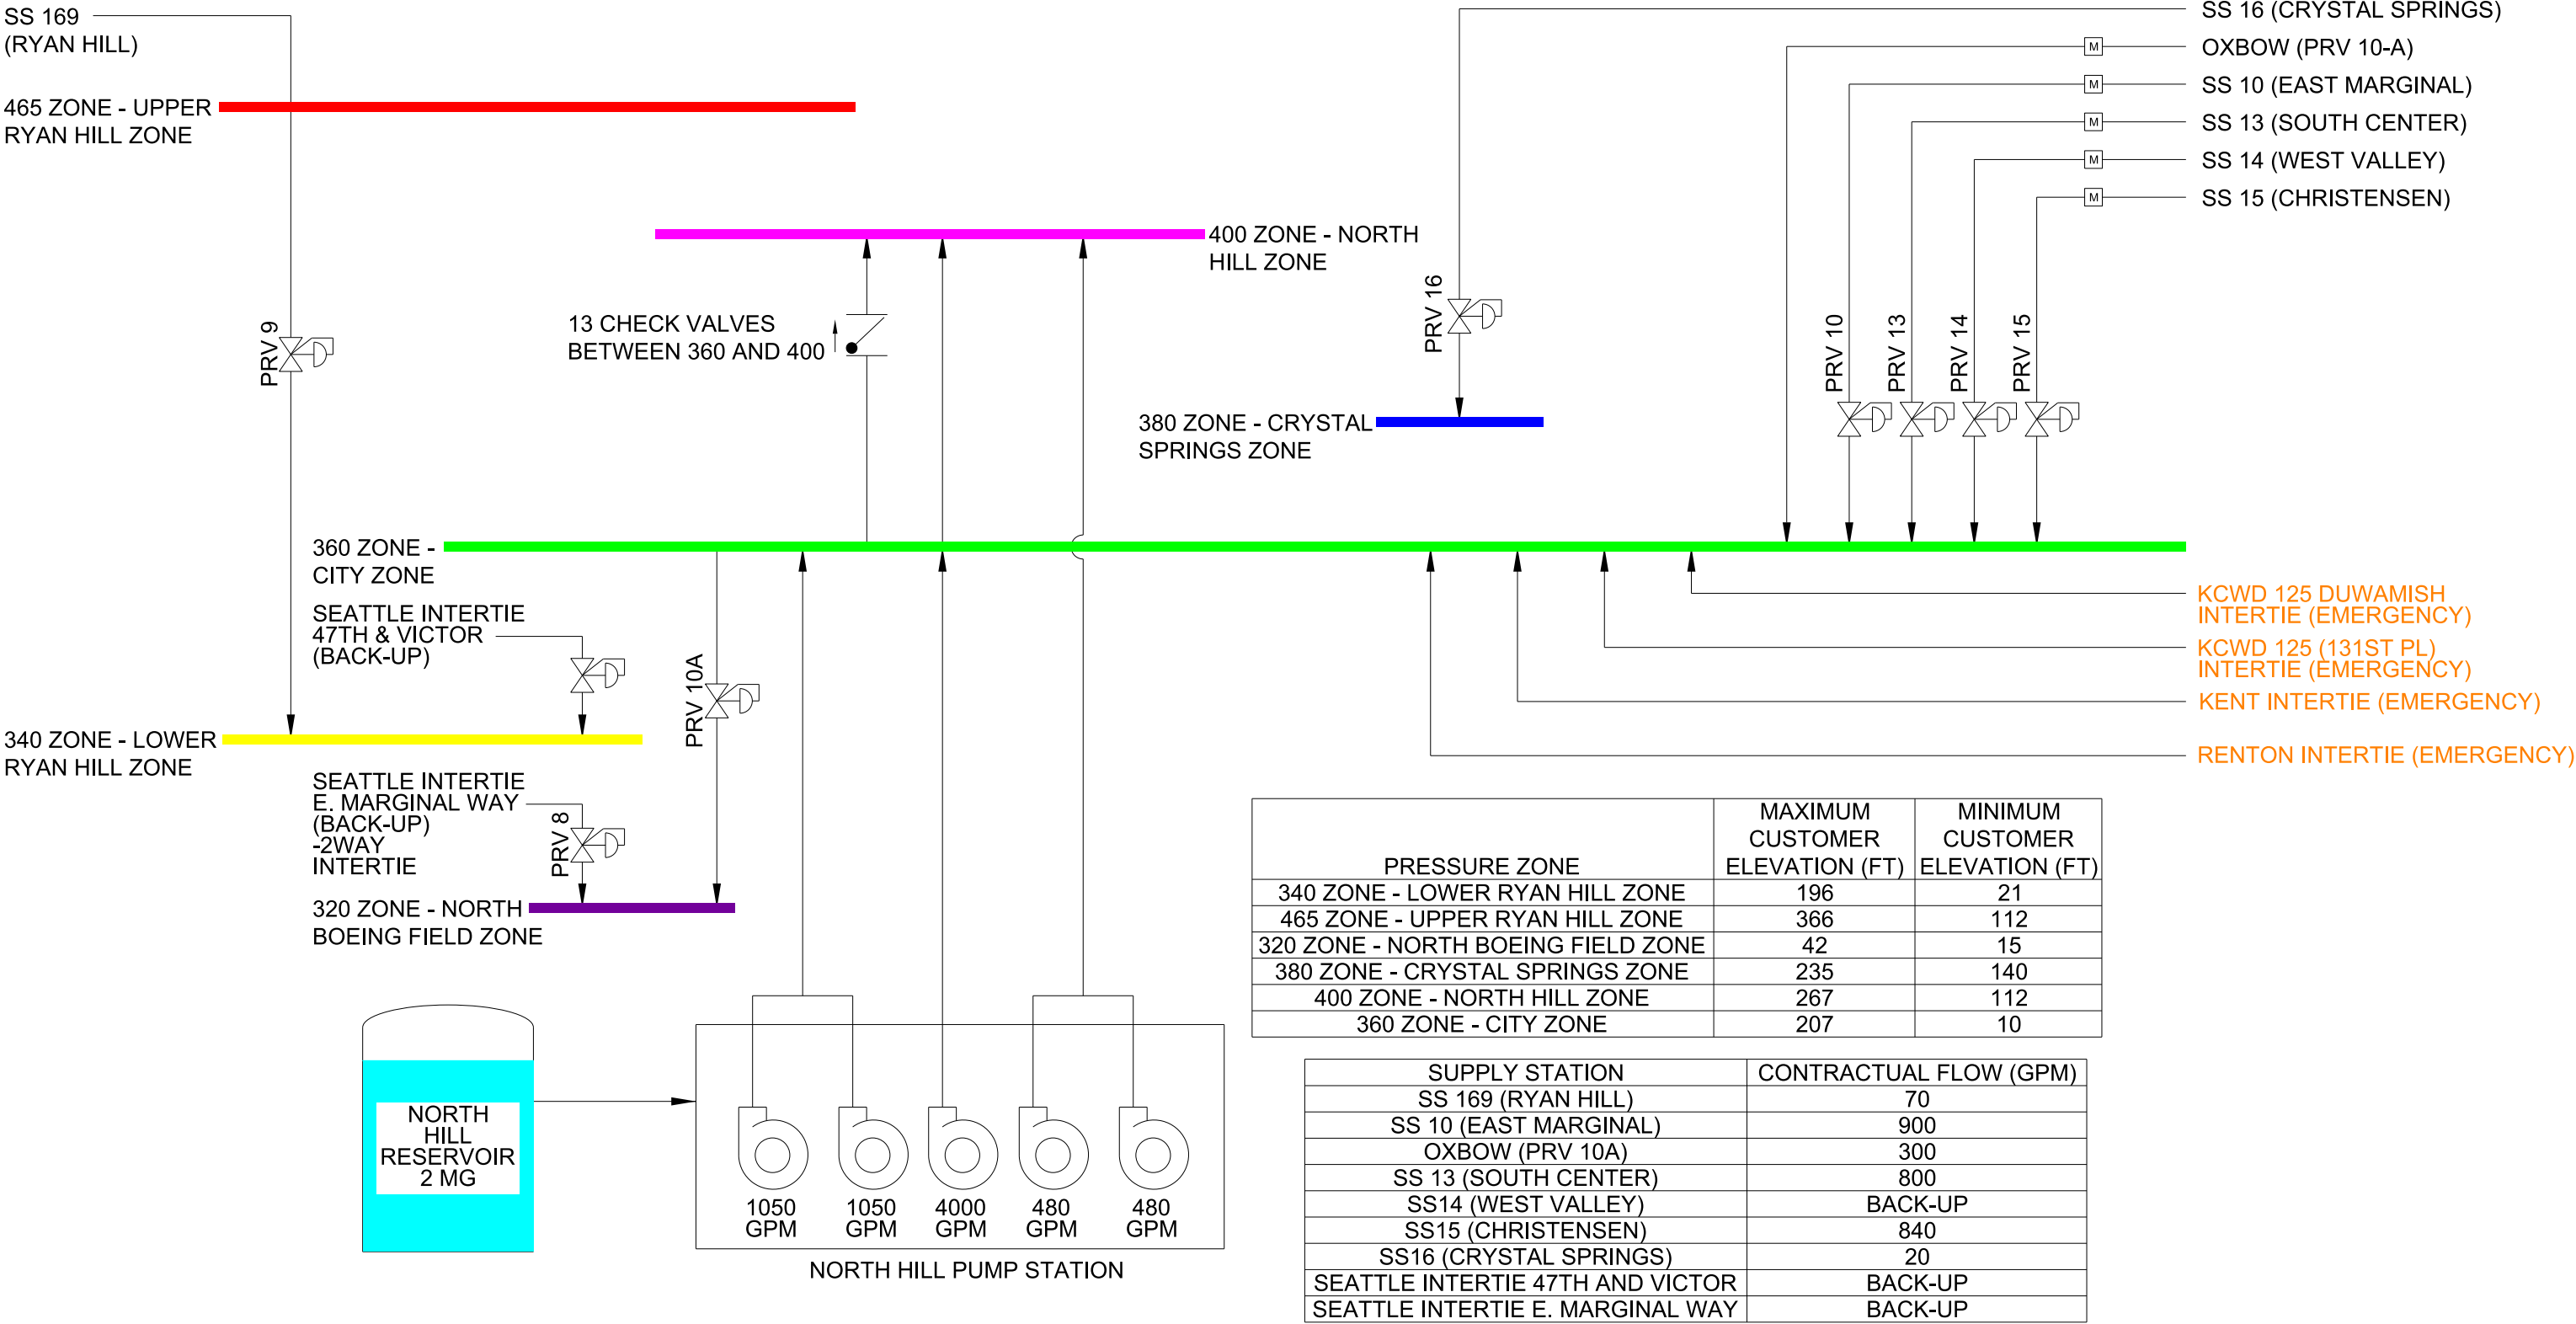 SS 169
(RYAN HILL)
465 ZONE - UPPER
RYAN HILL ZONE
SS 16 (CRYSTAL SPRINGS)
M
OXBOW (PRV 10-A)
M
SS 10 (EAST MARGINAL)
M
SS 13 (SOUTH CENTER)
M
SS 14 (WEST VALLEY)
M
SS 15 (CHRISTENSEN)
400 ZONE - NORTH
HILL ZONE
13 CHECK VALVES
BETWEEN 360 AND 400
PRV 9
PRV 16
PRV 10
PRV 13
PRV 14
PRV 15
380 ZONE - CRYSTAL
SPRINGS ZONE
360 ZONE -
CITY ZONE
SEATTLE INTERTIE
47TH & VICTOR
(BACK-UP)
PRV 10A
KCWD 125 DUWAMISH
INTERTIE (EMERGENCY)
KCWD 125 (131ST PL)
INTERTIE (EMERGENCY)
KENT INTERTIE (EMERGENCY)
RENTON INTERTIE (EMERGENCY)
340 ZONE - LOWER
RYAN HILL ZONE
SEATTLE INTERTIE
E. MARGINAL WAY
(BACK-UP)
-2WAY
INTERTIE
PRV 8
320 ZONE - NORTH
BOEING FIELD ZONE
PRESSURE ZONE
MAXIMUM
CUSTOMER
ELEVATION (FT)
MINIMUM
CUSTOMER
ELEVATION (FT)
340 ZONE - LOWER RYAN HILL ZONE 196 21
465 ZONE - UPPER RYAN HILL ZONE 366 112
320 ZONE - NORTH BOEING FIELD ZONE 42 15
380 ZONE - CRYSTAL SPRINGS ZONE 235 140
400 ZONE - NORTH HILL ZONE 267 112
360 ZONE - CITY ZONE 207 10
NORTH
HILL
RESERVOIR
2 MG
1050
GPM
1050
GPM
4000
GPM
480
GPM
480
GPM
NORTH HILL PUMP STATION
SUPPLY STATION CONTRACTUAL FLOW (GPM)
SS 169 (RYAN HILL) 70
SS 10 (EAST MARGINAL) 900
OXBOW (PRV 10A) 300
SS 13 (SOUTH CENTER) 800
SS14 (WEST VALLEY) BACK-UP
SS15 (CHRISTENSEN) 840
SS16 (CRYSTAL SPRINGS) 20
SEATTLE INTERTIE 47TH AND VICTOR BACK-UP
SEATTLE INTERTIE E. MARGINAL WAY BACK-UP